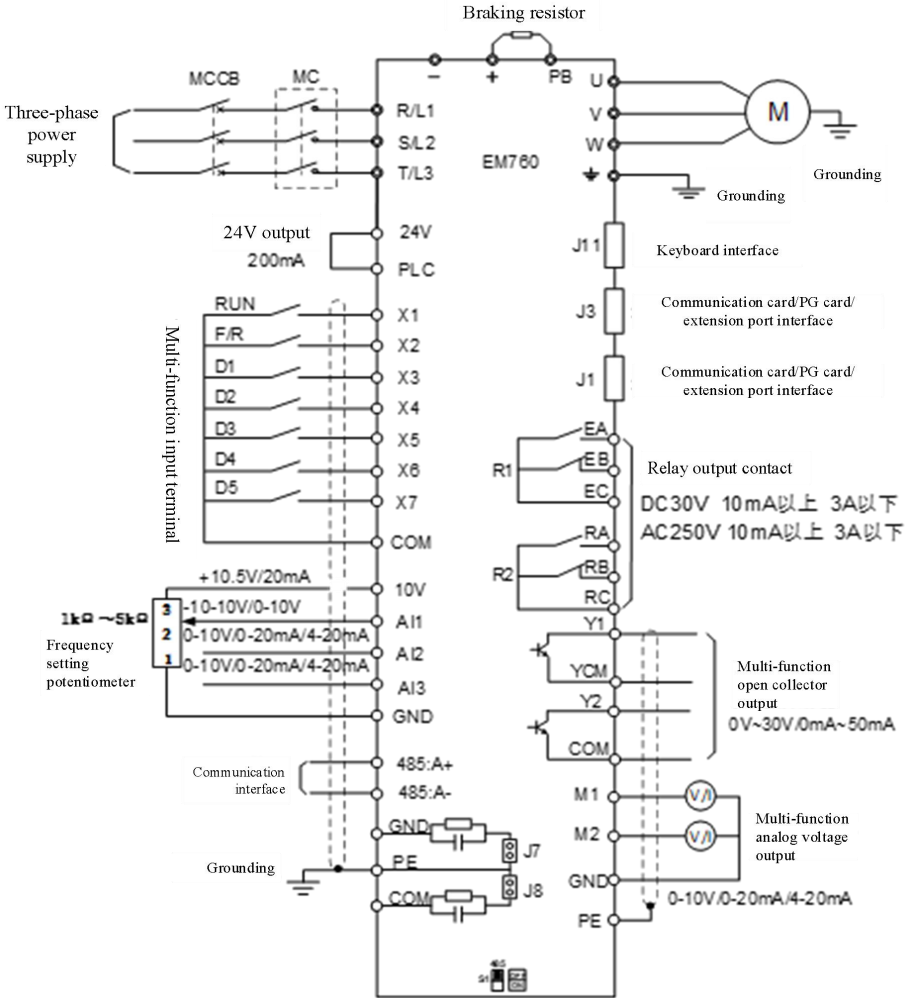 Braking resistor
−
+
PB
MCCB
MC
Three-phase
power
supply
R/L1
S/L2
T/L3
EM760
U
V
W
M
Grounding
Grounding
24V output
200mA
24V
PLC
J11
Keyboard interface
J3
Communication card/PG card/
extension port interface
J1
Communication card/PG card/
extension port interface
Multi-function input terminal
RUN
X1
F/R
X2
D1
X3
D2
X4
D3
X5
D4
X6
D5
X7
COM
R1
EA
EB
EC
R2
RA
RB
RC
Relay output contact
DC30V 10mA以上 3A以下
AC250V 10mA以上 3A以下
+10.5V/20mA
10V
1kΩ ~5kΩ
3
2
1
-10-10V/0-10V
AI1
0-10V/0-20mA/4-20mA
AI2
0-10V/0-20mA/4-20mA
AI3
GND
Frequency
setting
potentiometer
Y1
YCM
Y2
COM
Multi-function
open collector
output
0V~30V/0mA~50mA
Communication
interface
485:A+
485:A-
M1
V/I
M2
V/I
GND
Multi-function
analog voltage
output
0-10V/0-20mA/4-20mA
PE
GND
J7
Grounding
PE
J8
COM
485
S1